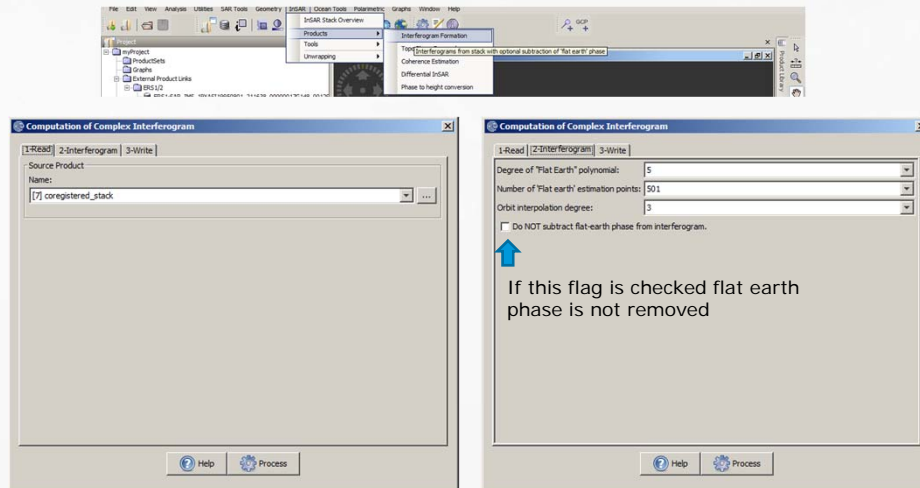 File Edit View Analysis Utilities SAR Tools Geometry InSAR Ocean Tools Polarimetric Graphs Window Help
InSAR Stack Overview
Products
Interferogram Formation
Tools
Interferograms from stack with optional subtraction of 'flat earth' phase
Unwrapping
Coherence Estimation
Differential InSAR
Phase to height conversion
Project
myProject
ProductSets
Graphs
External Product Links
ERS1/2
GCP
Product Library
Computation of Complex Interferogram
1-Read 2-Interferogram 3-Write
Source Product
Name:
[7] coregistered_stack
...
Help Process
Computation of Complex Interferogram
1-Read 2-Interferogram 3-Write
Degree of "Flat Earth" polynomial: 5
Number of 'Flat earth' estimation points: 501
Orbit interpolation degree: 3
Do NOT subtract flat-earth phase from interferogram.
If this flag is checked flat earth
phase is not removed
Help Process